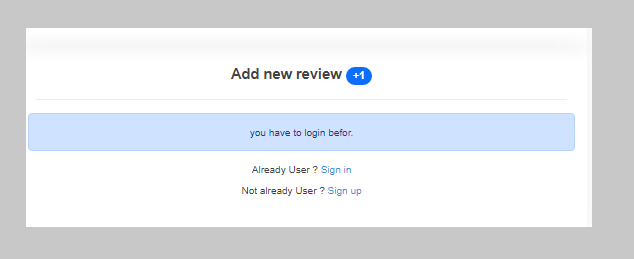 Add new review +1
you have to login befor.
Already User ? Sign in
Not already User ? Sign up